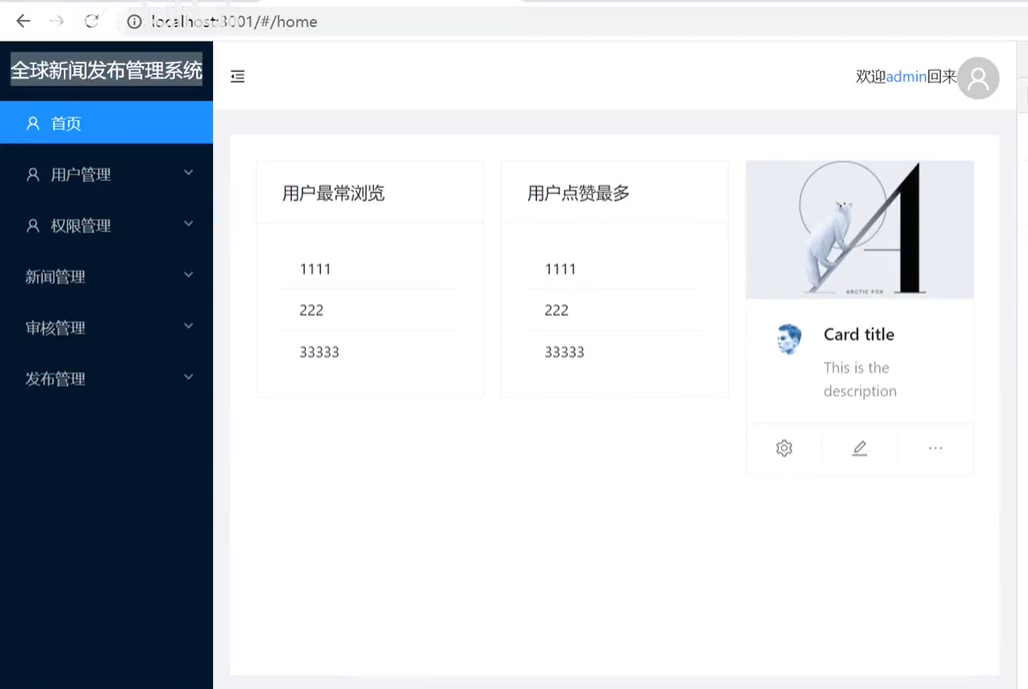 localhost:3001/#/home
全球新闻发布管理系统
欢迎admin回来
首页
用户管理
权限管理
新闻管理
审核管理
发布管理
用户最常浏览
1111
222
33333
用户点赞最多
1111
222
33333
A
ARCTIC FOX
Card title
This is the
description